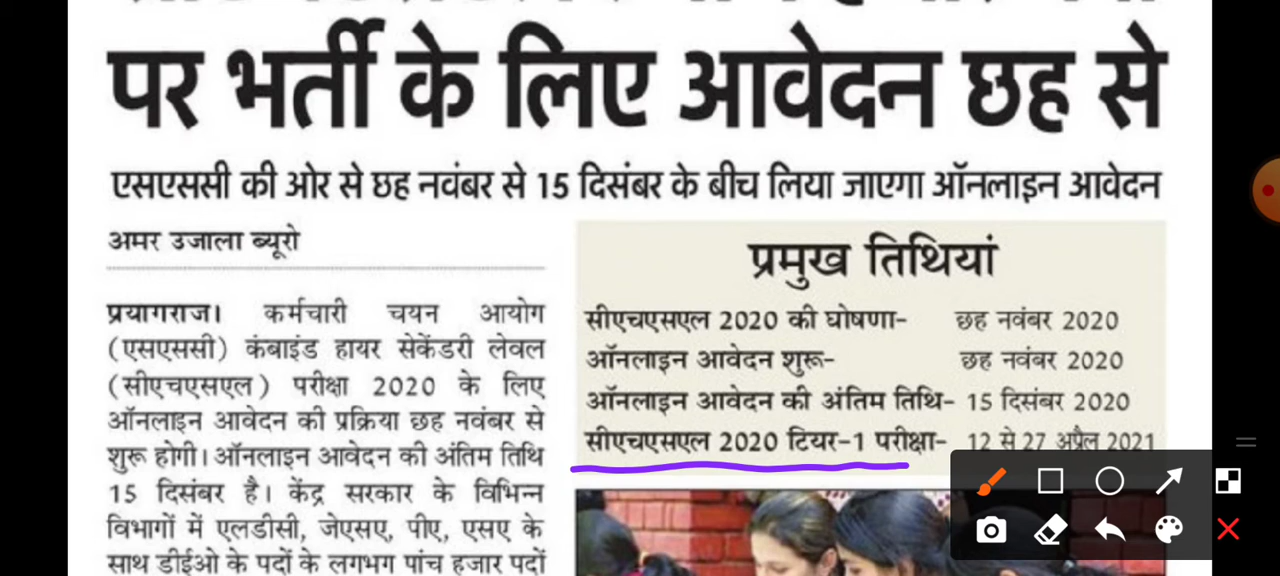 पर भर्ती के लिए आवेदन छह से
एसएससी की ओर से छह नवंबर से 15 दिसंबर के बीच लिया जाएगा ऑनलाइन आवेदन
अमर उजाला ब्यूरो
प्रयागराज। कर्मचारी चयन आयोग
(एसएससी) कंबाइंड हायर सेकेंडरी लेवल
(सीएचएसएल) परीक्षा 2020 के लिए
ऑनलाइन आवेदन की प्रक्रिया छह नवंबर से
शुरू होगी। ऑनलाइन आवेदन की अंतिम तिथि
15 दिसंबर है। केंद्र सरकार के विभिन्न
विभागों में एलडीसी, जेएसए, पीए, एसए के
साथ डीईओ के पदों के लगभग पांच हजार पदों
प्रमुख तिथियां
सीएचएसएल 2020 की घोषणा- छह नवंबर 2020
ऑनलाइन आवेदन शुरू- छह नवंबर 2020
ऑनलाइन आवेदन की अंतिम तिथि- 15 दिसंबर 2020
सीएचएसएल 2020 टियर-1 परीक्षा- 12 से 27 अप्रैल 2021